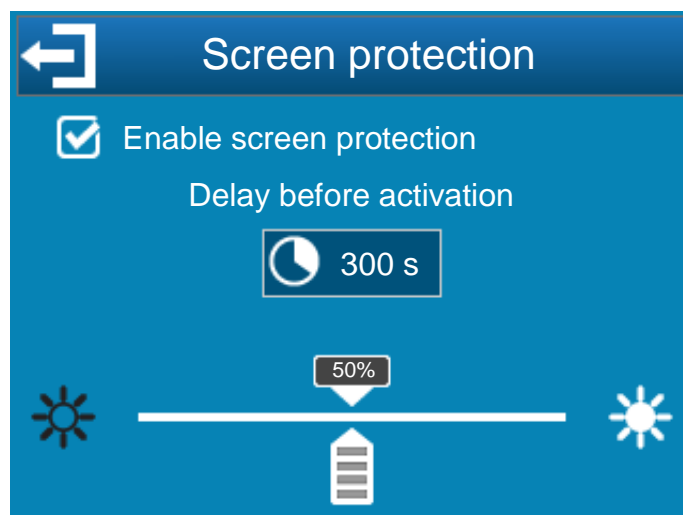 Screen protection
Enable screen protection
Delay before activation
300 s
50%